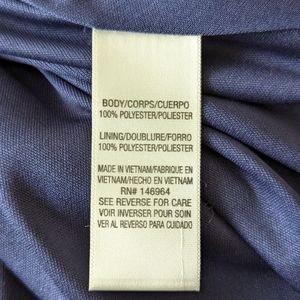 BODY/CORPS/CUERPO
100% POLYESTER/POLIESTER
LINING/DOUBLURE/FORRO
100% POLYESTER/POLIESTER
MADE IN VIETNAM/FABRIQUE EN
VIETNAM/HECHO EN VIETNAM
RN# 146964
SEE REVERSE FOR CARE
VOIR INVERSER POUR SOIN
VER AL REVERSO PARA CUIDADO